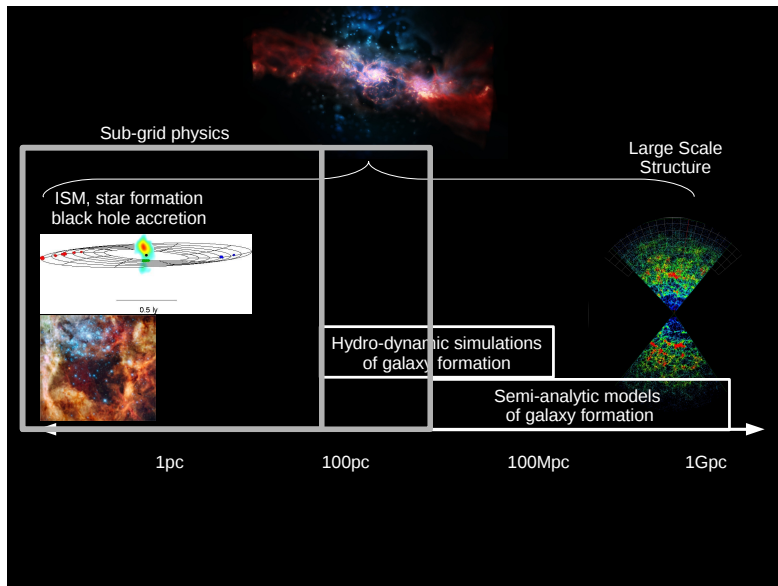 Sub-grid physics
Large Scale
Structure
ISM, star formation
black hole accretion
0.5 ly
Hydro-dynamic simulations
of galaxy formation
Semi-analytic models
of galaxy formation
1pc
100pc
100Mpc
1Gpc